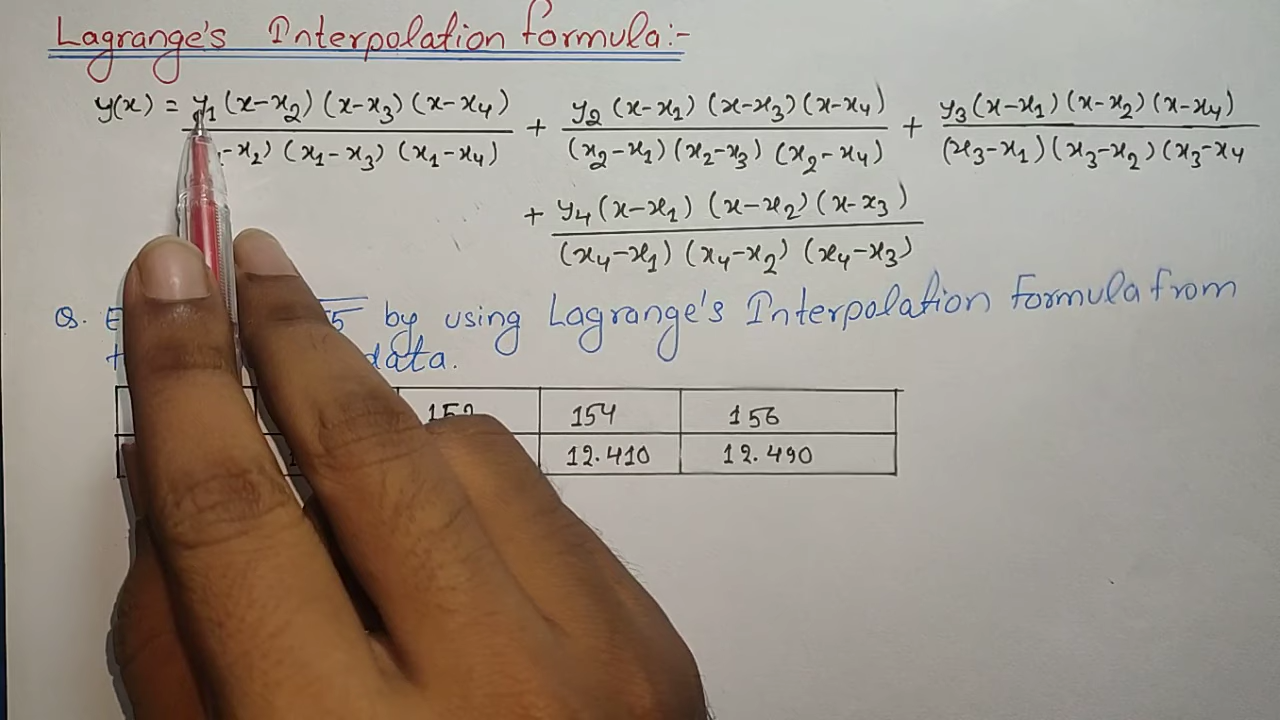 Lagrange's Interpolation formula:-
y(x) = y₁(x-x₂)(x-x₃)(x-x₄) + y₂(x-x₁)(x-x₃)(x-x₄) + y₃(x-x₁)(x-x₂)(x-x₄)
-x₂)(x₁-x₃)(x₁-x₄) (x₂-x₁)(x₂-x₃)(x₂-x₄) (x₃-x₁)(x₃-x₂)(x₃-x₄
+ y₄(x-x₁)(x-x₂)(x-x₃)
(x₄-x₁)(x₄-x₂)(x₄-x₃)
Q. by using Lagrange's Interpolation formula from
data.
154 156
12.410 12.490